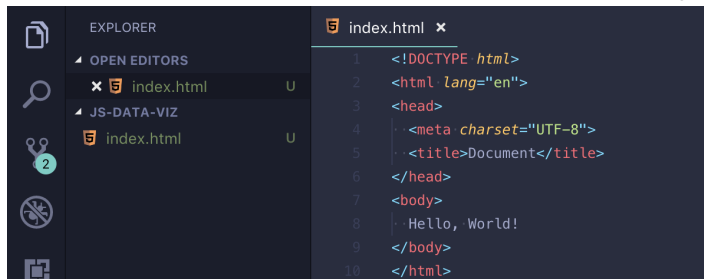 EXPLORER
OPEN EDITORS
index.html U
JS-DATA-VIZ
index.html U
2
index.html
1 <!DOCTYPE html>
2 <html lang="en">
3 <head>
4 <meta charset="UTF-8">
5 <title>Document</title>
6 </head>
7 <body>
8 Hello, World!
9 </body>
10 </html>